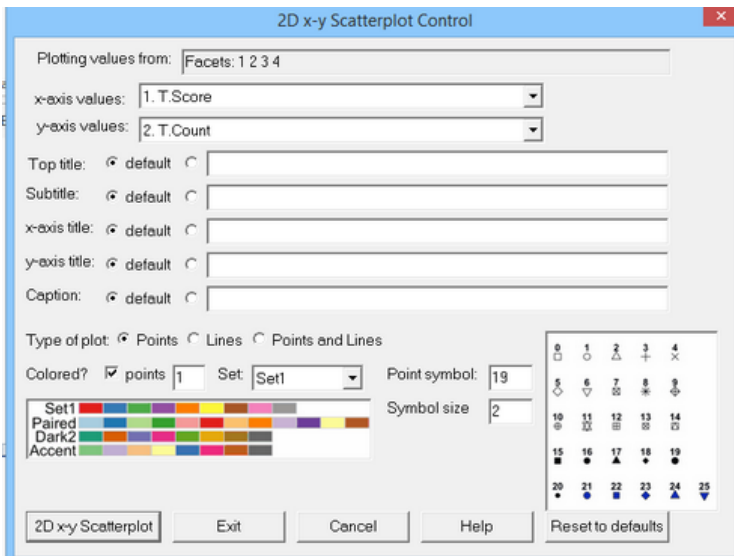 2D x-y Scatterplot Control
Plotting values from: Facets: 1 2 3 4
x-axis values: 1. T.Score
y-axis values: 2. T.Count
Top title: default
Subtitle: default
x-axis title: default
y-axis title: default
Caption: default
Type of plot: Points Lines Points and Lines
Colored? points 1 Set: Set1 Point symbol: 19
Symbol size 2
Set1
Paired
Dark2
Accent
0 1 2 3 4
5 6 7 8 9
10 11 12 13 14
15 16 17 18 19
20 21 22 23 24 25
2D x-y Scatterplot Exit Cancel Help Reset to defaults